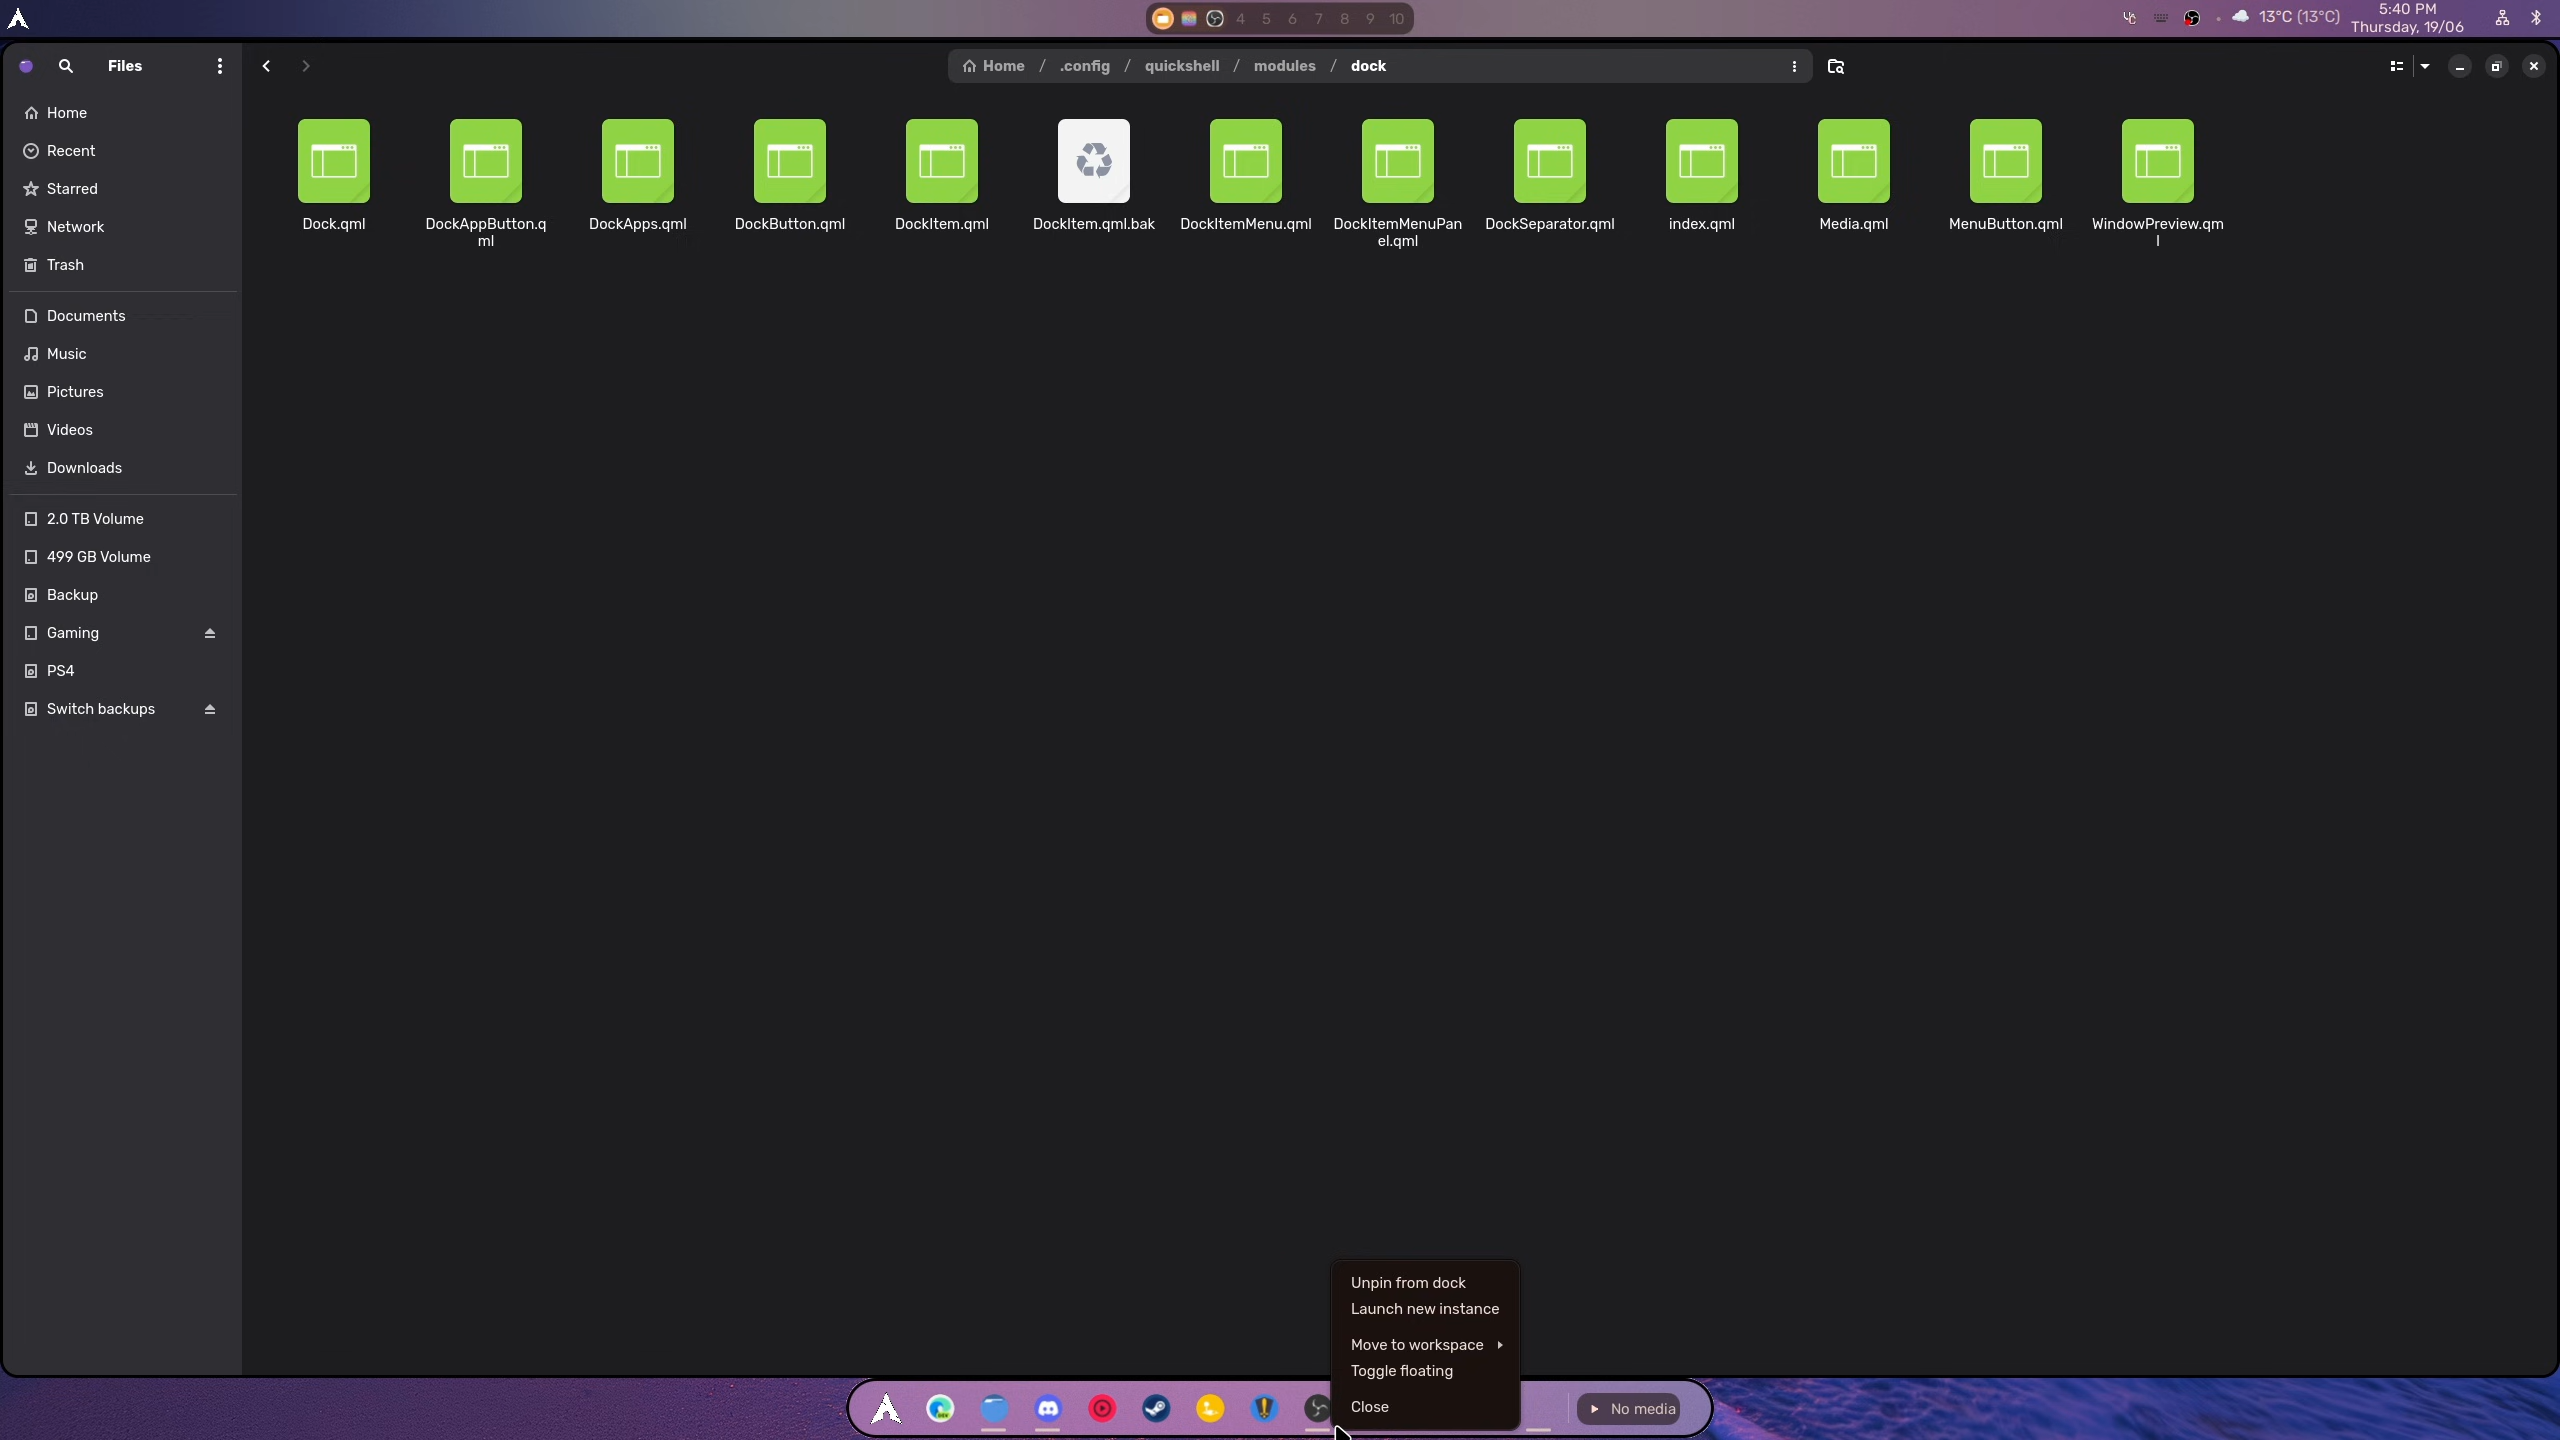 4 5 6 7 8 9 10
13°C (13°C)
5:40 PM
Thursday, 19/06
Files
Home / .config / quickshell / modules / dock
Home
Recent
Starred
Network
Trash
Documents
Music
Pictures
Videos
Downloads
2.0 TB Volume
499 GB Volume
Backup
Gaming
PS4
Switch backups
Dock.qml
DockAppButton.q
ml
DockApps.qml
DockButton.qml
DockItem.qml
DockItem.qml.bak
DockItemMenu.qml
DockItemMenuPan
el.qml
DockSeparator.qml
index.qml
Media.qml
MenuButton.qml
WindowPreview.qm
l
Unpin from dock
Launch new instance
Move to workspace
Toggle floating
Close
No media